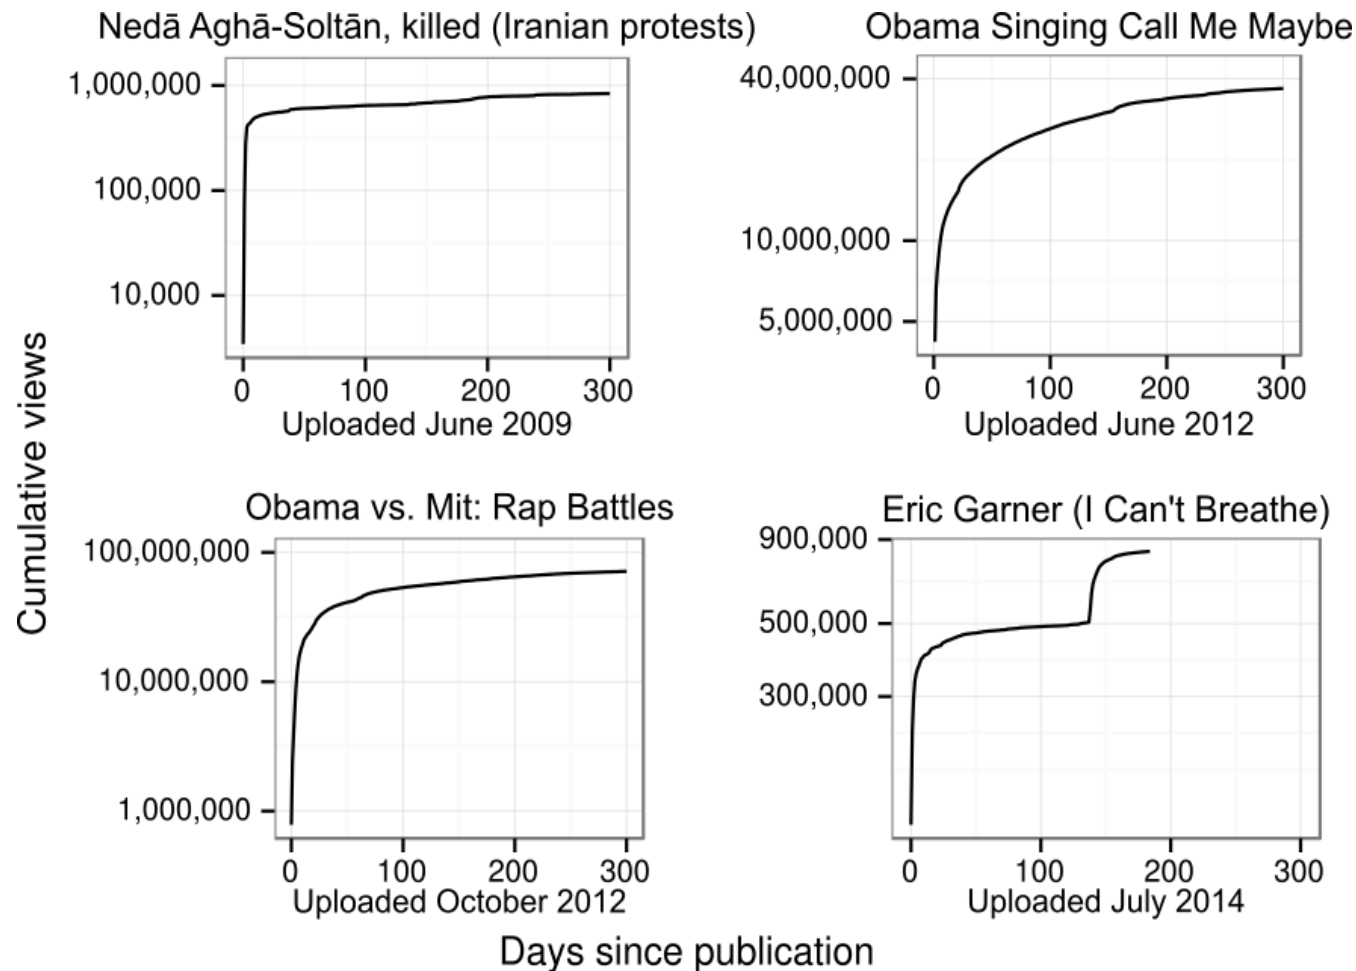 Nedā Aghā-Soltān, killed (Iranian protests)
1,000,000
100,000
10,000
0 100 200 300
Uploaded June 2009
Obama Singing Call Me Maybe
40,000,000
10,000,000
5,000,000
0 100 200 300
Uploaded June 2012
Cumulative views
Obama vs. Mit: Rap Battles
100,000,000
10,000,000
1,000,000
0 100 200 300
Uploaded October 2012
Eric Garner (I Can't Breathe)
900,000
500,000
300,000
0 100 200 300
Uploaded July 2014
Days since publication